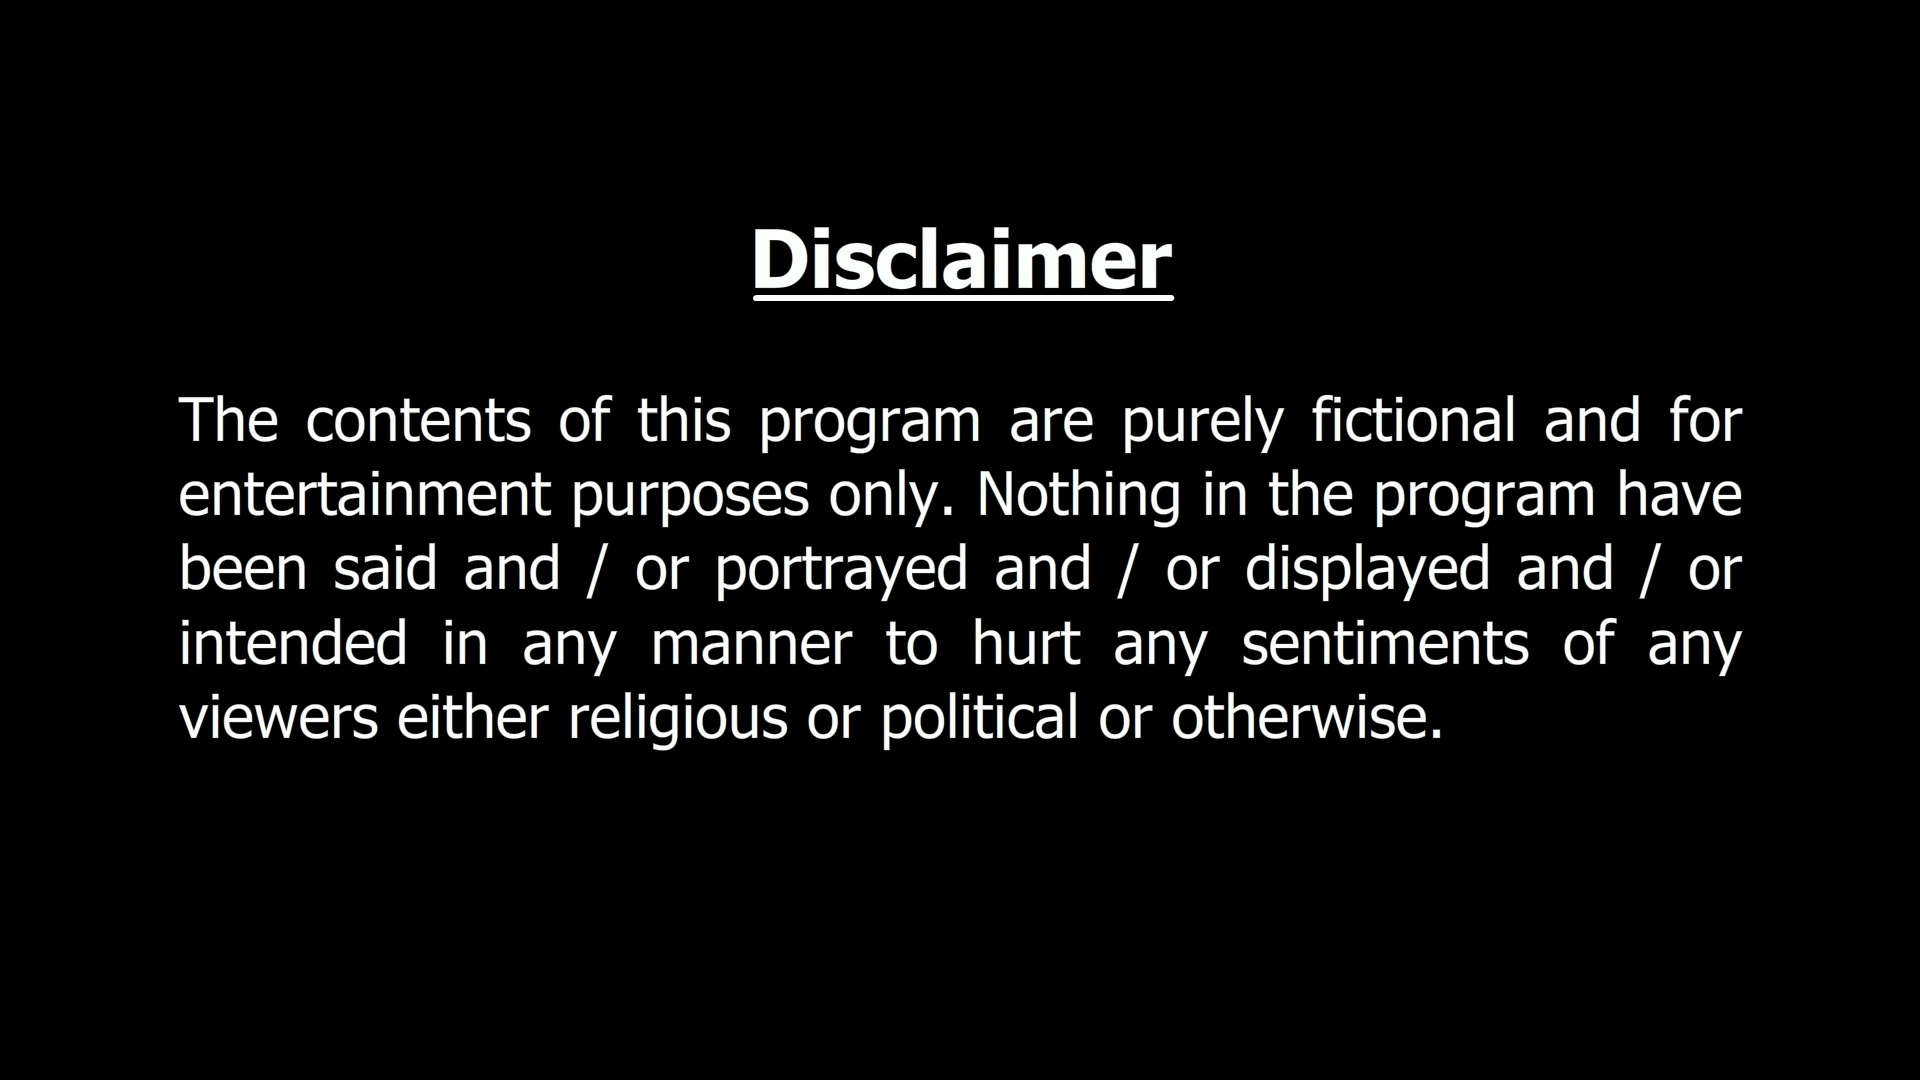 Disclaimer
The contents of this program are purely fictional and for
entertainment purposes only. Nothing in the program have
been said and / or portrayed and / or displayed and / or
intended in any manner to hurt any sentiments of any
viewers either religious or political or otherwise.